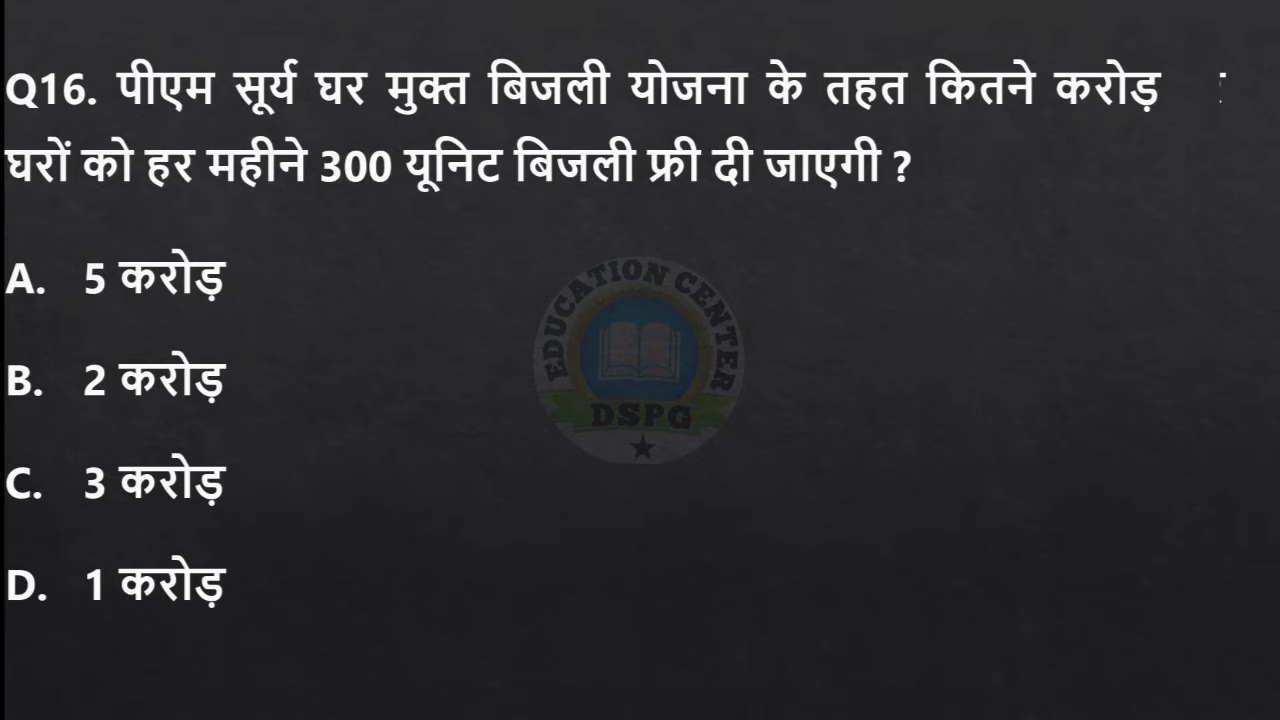 Q16. पीएम सूर्य घर मुक्त बिजली योजना के तहत कितने करोड़
घरों को हर महीने 300 यूनिट बिजली फ्री दी जाएगी ?
A. 5 करोड़
B. 2 करोड़
C. 3 करोड़
D. 1 करोड़
EDUCATION CENTER
DSPG